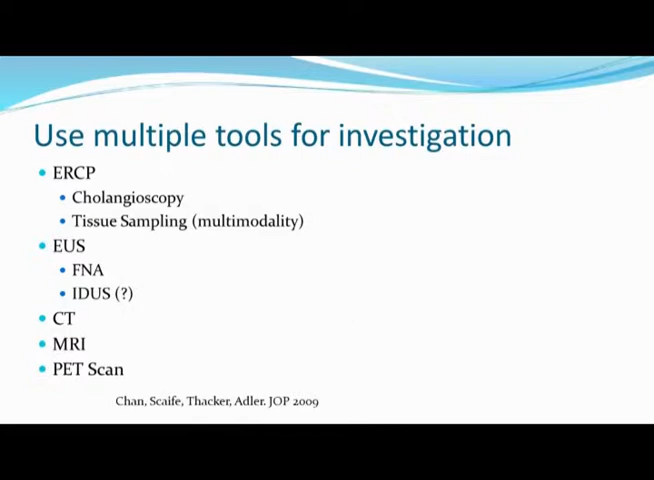 Use multiple tools for investigation
• ERCP
• Cholangioscopy
• Tissue Sampling (multimodality)
• EUS
• FNA
• IDUS (?)
• CT
• MRI
• PET Scan
Chan, Scaife, Thacker, Adler. JOP 2009